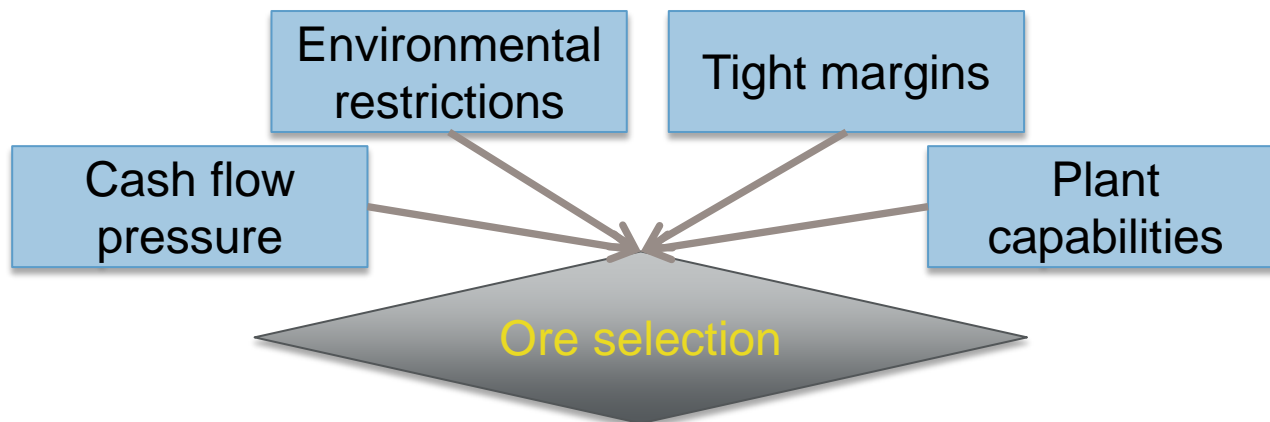 Environmental
restrictions
Tight margins
Cash flow
pressure
Plant
capabilities
Ore selection